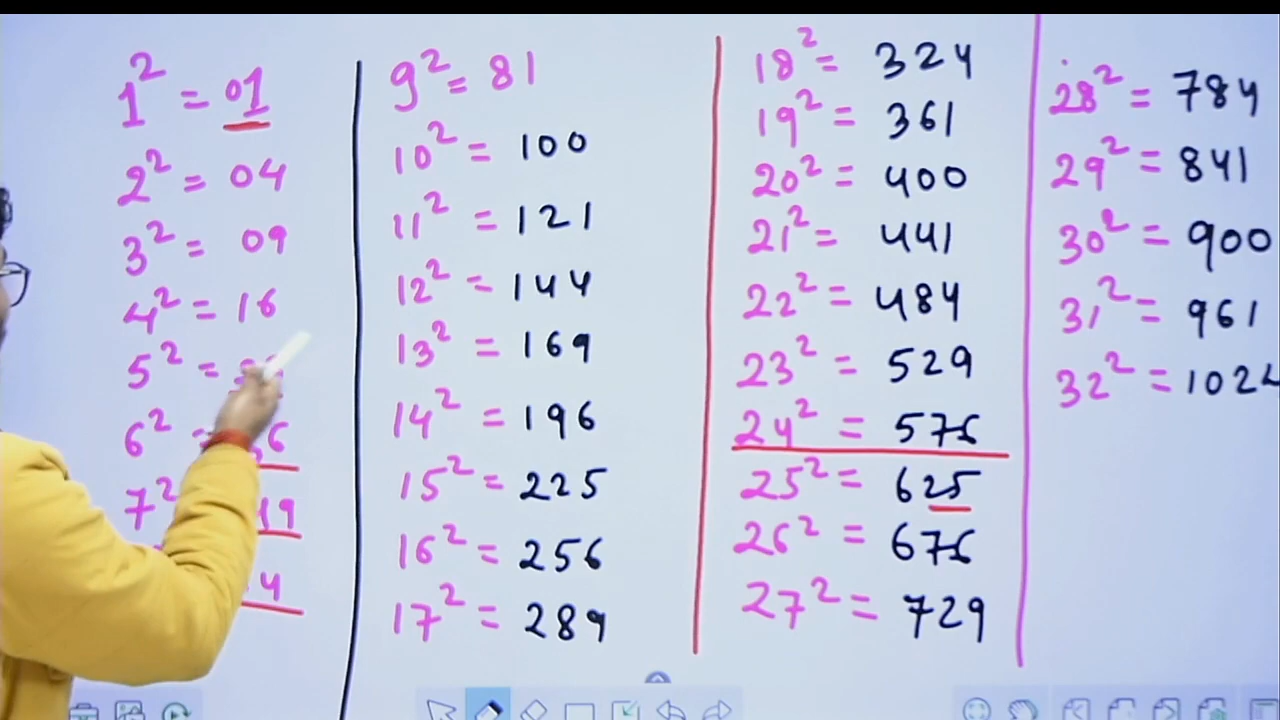 1² = 01
2² = 04
3² = 09
4² = 16
5² =
6² = 36
7² 49
4
9² = 81
10² = 100
11² = 121
12² = 144
13² = 169
14² = 196
15² = 225
16² = 256
17² = 289
18² = 324
19² = 361
20² = 400
21² = 441
22² = 484
23² = 529
24² = 576
25² = 625
26² = 676
27² = 729
28² = 784
29² = 841
30² = 900
31² = 961
32² = 1024